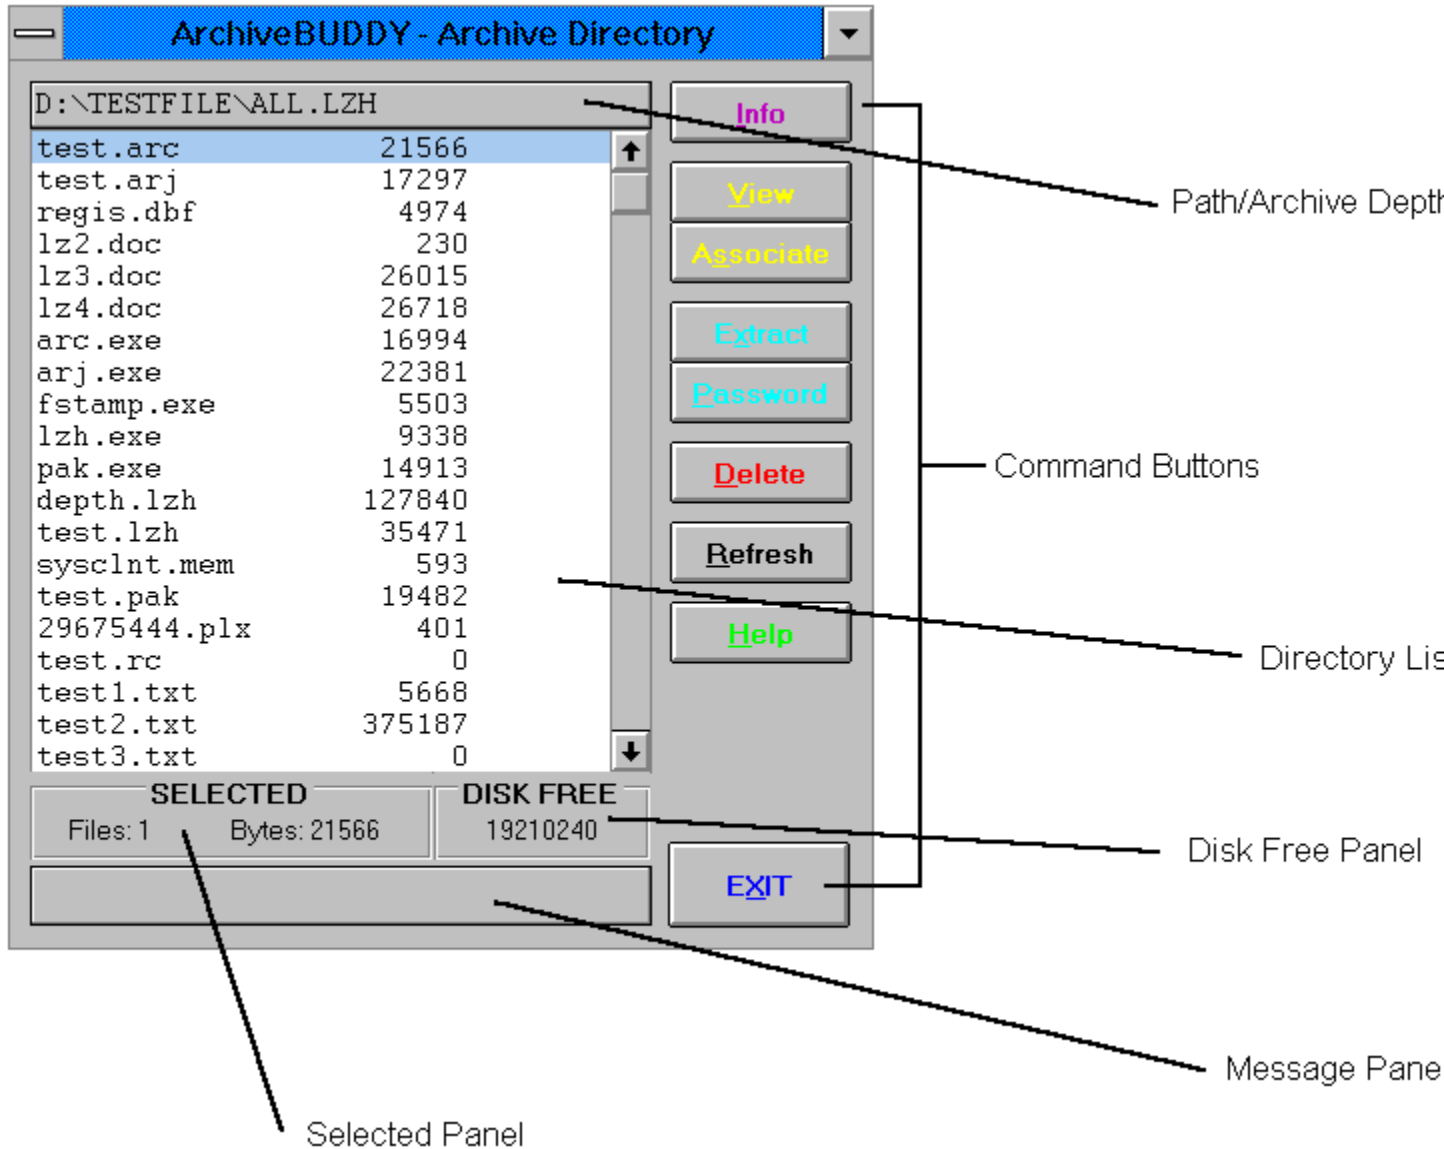 ArchiveBUDDY - Archive Directory
D:\TESTFILE\ALL.LZH
test.arc 21566
test.arj 17297
regis.dbf 4974
lz2.doc 230
lz3.doc 26015
lz4.doc 26718
arc.exe 16994
arj.exe 22381
fstamp.exe 5503
lzh.exe 9338
pak.exe 14913
depth.lzh 127840
test.lzh 35471
sysclnt.mem 593
test.pak 19482
29675444.plx 401
test.rc 0
test1.txt 5668
test2.txt 375187
test3.txt 0
SELECTED
Files: 1 Bytes: 21566
DISK FREE
19210240
Info
View
Associate
Extract
Password
Delete
Refresh
Help
EXIT
Path/Archive Depth
Command Buttons
Directory Lis
Disk Free Panel
Message Pane
Selected Panel